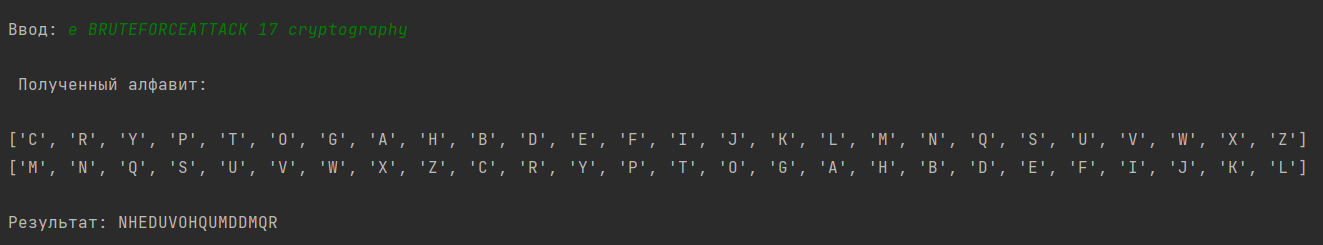 Ввод: e BRUTEFORCEATTACK 17 cryptography
Полученный алфавит:
['C', 'R', 'Y', 'P', 'T', 'O', 'G', 'A', 'H', 'B', 'D', 'E', 'F', 'I', 'J', 'K', 'L', 'M', 'N', 'Q', 'S', 'U', 'V', 'W', 'X', 'Z']
['M', 'N', 'Q', 'S', 'U', 'V', 'W', 'X', 'Z', 'C', 'R', 'Y', 'P', 'T', 'O', 'G', 'A', 'H', 'B', 'D', 'E', 'F', 'I', 'J', 'K', 'L']
Результат: NHEDUVOHQUMDDMQR